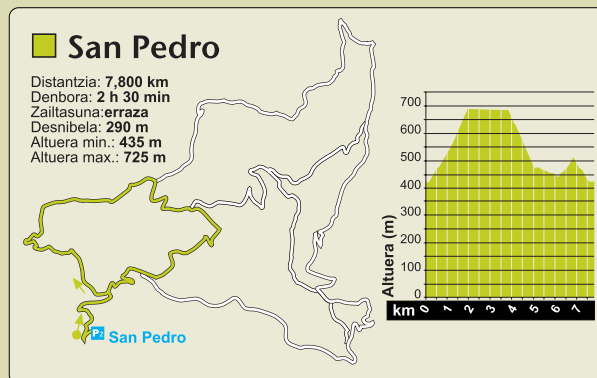 San Pedro
Distantzia: 7,800 km
Denbora: 2 h 30 min
Zailtasuna:erraza
Desnibela: 290 m
Altuera min.: 435 m
Altuera max.: 725 m
700
600
500
400
300
200
100
0
Altuera (m)
km 0 1 2 3 4 5 6 7
P2 San Pedro